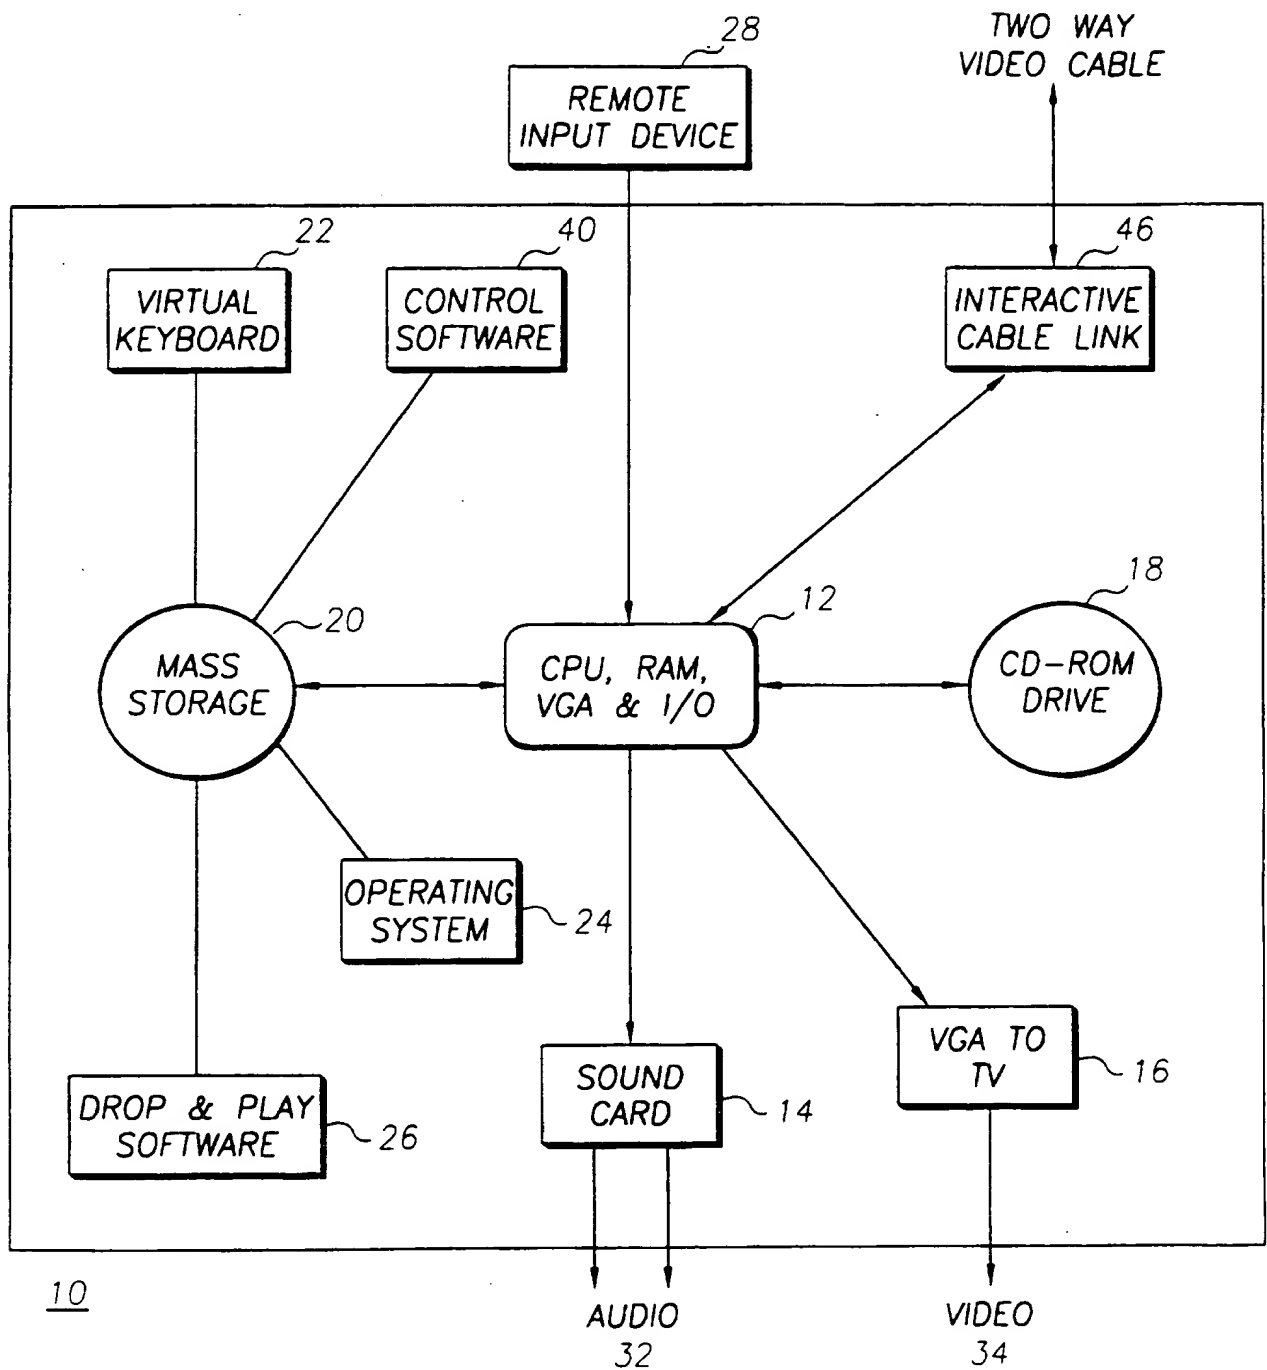 28
TWO WAY
VIDEO CABLE
REMOTE
INPUT DEVICE
22
40
46
VIRTUAL
KEYBOARD
CONTROL
SOFTWARE
INTERACTIVE
CABLE LINK
20
12
18
MASS
STORAGE
CPU, RAM,
VGA & I/O
CD-ROM
DRIVE
OPERATING
SYSTEM
24
DROP & PLAY
SOFTWARE
26
SOUND
CARD
14
VGA TO
TV
16
10
AUDIO
32
VIDEO
34